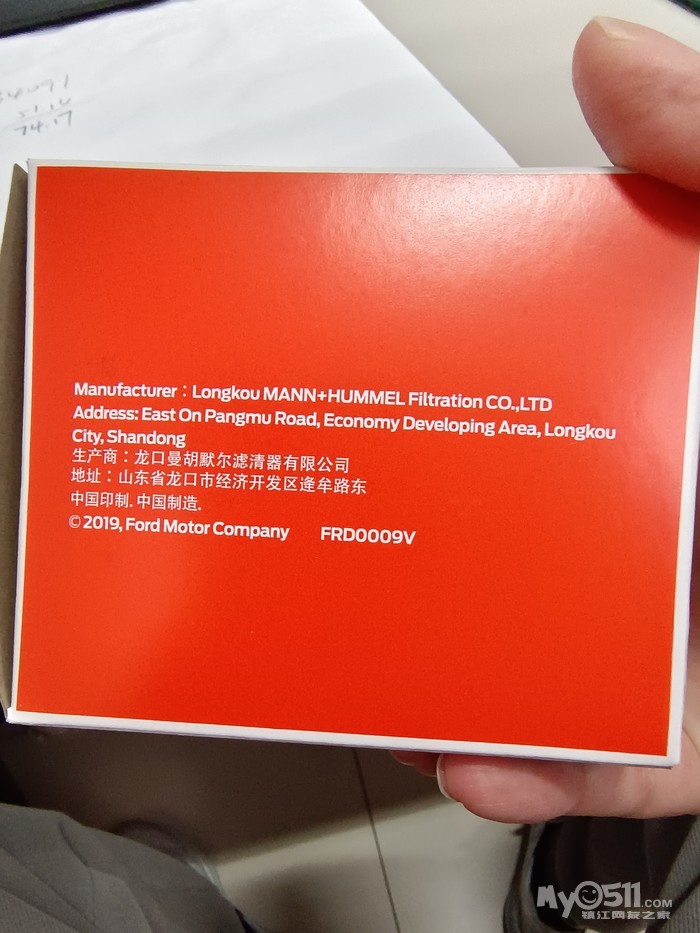 74.17
Manufacturer：Longkou MANN+HUMMEL Filtration CO.,LTD
Address: East On Pangmu Road, Economy Developing Area, Longkou
City, Shandong
生产商：龙口曼胡默尔滤清器有限公司
地址：山东省龙口市经济开发区逄牟路东
中国印制. 中国制造.
© 2019, Ford Motor Company FRD0009V
My0511.COM
镇江网友之家